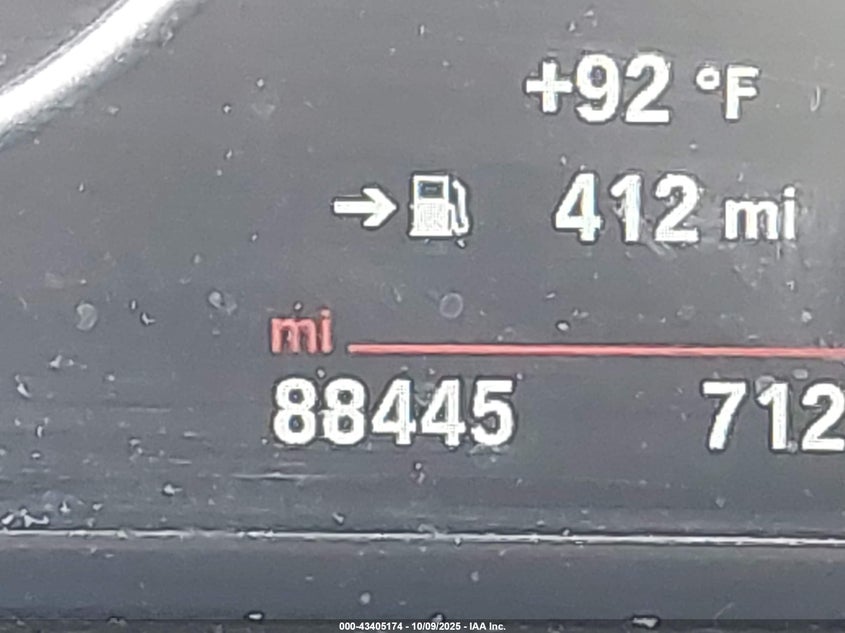 +92 °F
→ 412 mi
mi
88445 712
000-43405174 - 10/09/2025 - IAA Inc.